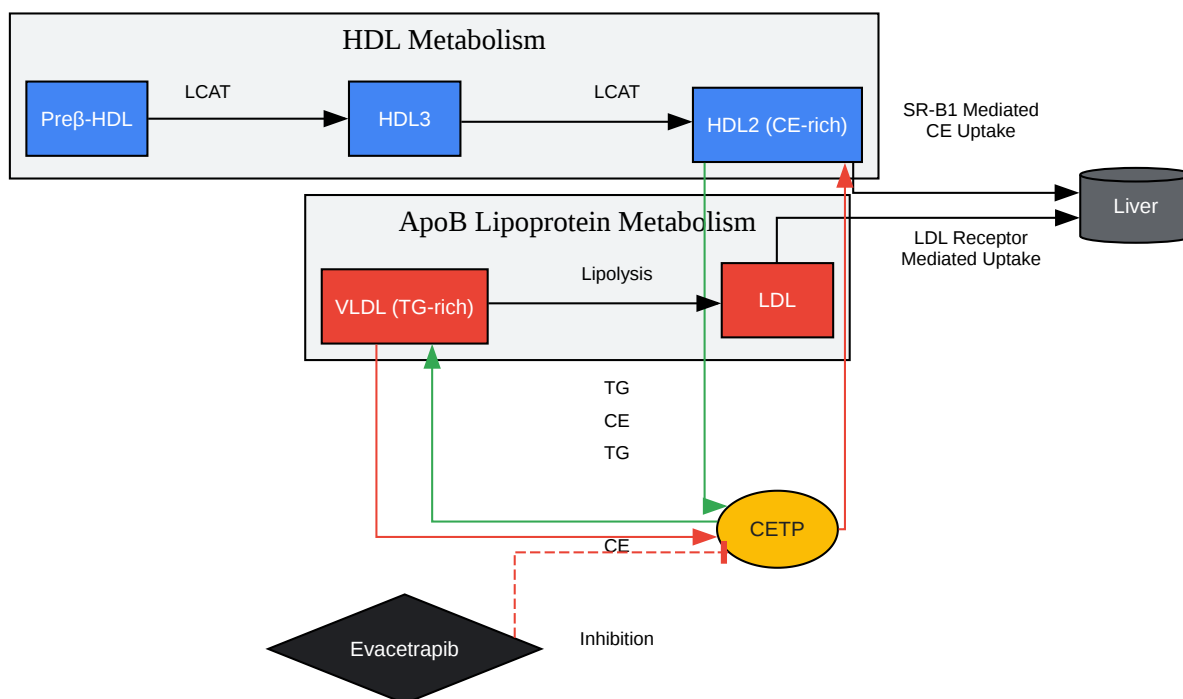 HDL Metabolism
LCAT
LCAT
Preβ-HDL
HDL3
HDL2 (CE-rich)
SR-B1 Mediated
CE Uptake
Liver
ApoB Lipoprotein Metabolism
LDL Receptor
Mediated Uptake
Lipolysis
VLDL (TG-rich)
LDL
TG
CE
TG
CETP
CE
Evacetrapib
Inhibition